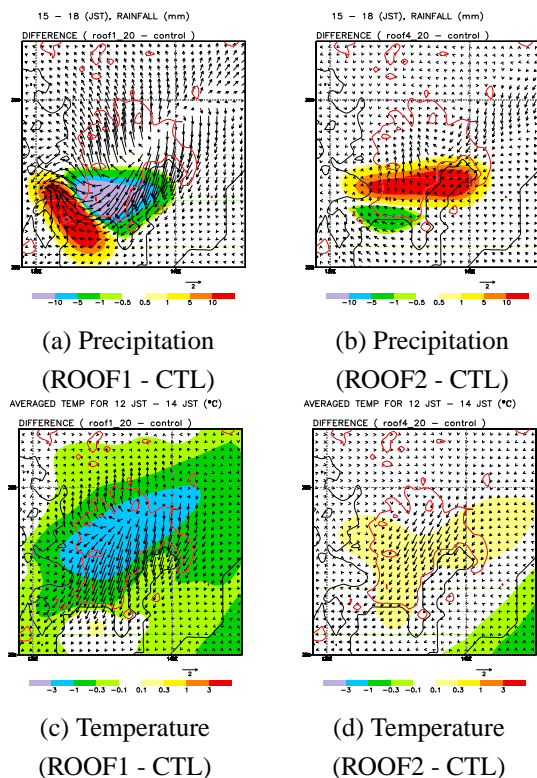 15 – 18 (JST), RAINFALL (mm)
DIFFERENCE ( roof1_20 – control)
2
−10 −5 −1 −0.5 0.5 1 5 10
(a) Precipitation
(ROOF1 - CTL)
15 – 18 (JST), RAINFALL (mm)
DIFFERENCE ( roof4_20 – control)
2
−10 −5 −1 −0.5 0.5 1 5 10
(b) Precipitation
(ROOF2 - CTL)
AVERAGED TEMP FOR 12 JST – 14 JST (°C)
DIFFERENCE ( roof1_20 – control)
2
−3 −1 −0.3 −0.1 0.1 0.3 1 3
(c) Temperature
(ROOF1 - CTL)
AVERAGED TEMP FOR 12 JST – 14 JST (°C)
DIFFERENCE ( roof4_20 – control)
2
−3 −1 −0.3 −0.1 0.1 0.3 1 3
(d) Temperature
(ROOF2 - CTL)